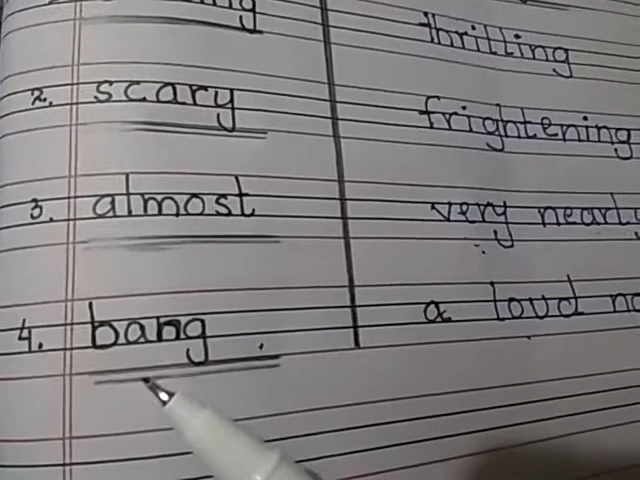 thrilling
2. scary frightening
3. almost very nearly
4. bang . a loud